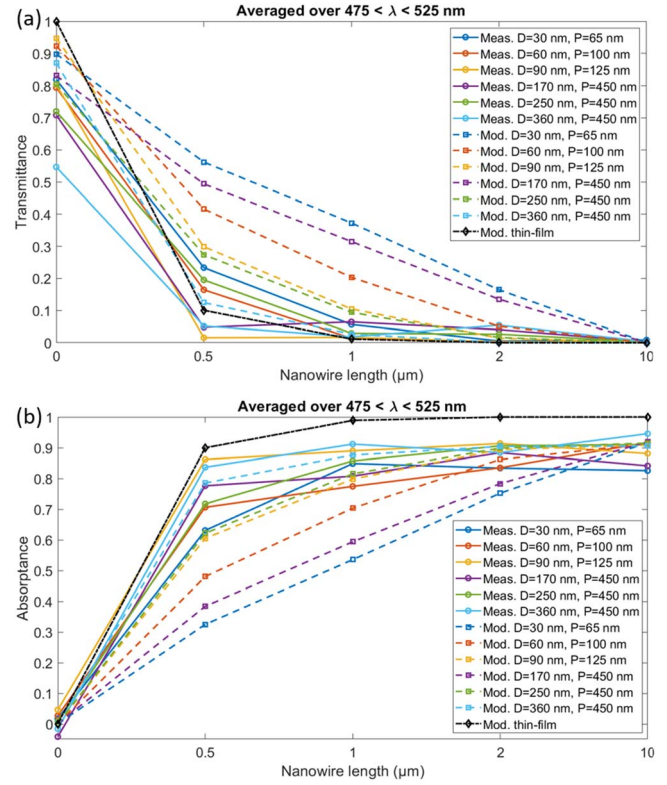 (a)
Averaged over 475 < λ < 525 nm
Transmittance
1
0.9
0.8
0.7
0.6
0.5
0.4
0.3
0.2
0.1
0
Meas. D=30 nm, P=65 nm
Meas. D=60 nm, P=100 nm
Meas. D=90 nm, P=125 nm
Meas. D=170 nm, P=450 nm
Meas. D=250 nm, P=450 nm
Meas. D=360 nm, P=450 nm
Mod. D=30 nm, P=65 nm
Mod. D=60 nm, P=100 nm
Mod. D=90 nm, P=125 nm
Mod. D=170 nm, P=450 nm
Mod. D=250 nm, P=450 nm
Mod. D=360 nm, P=450 nm
Mod. thin-film
0 0.5 1 2 10
Nanowire length (μm)
(b)
Averaged over 475 < λ < 525 nm
Absorptance
1
0.9
0.8
0.7
0.6
0.5
0.4
0.3
0.2
0.1
0
Meas. D=30 nm, P=65 nm
Meas. D=60 nm, P=100 nm
Meas. D=90 nm, P=125 nm
Meas. D=170 nm, P=450 nm
Meas. D=250 nm, P=450 nm
Meas. D=360 nm, P=450 nm
Mod. D=30 nm, P=65 nm
Mod. D=60 nm, P=100 nm
Mod. D=90 nm, P=125 nm
Mod. D=170 nm, P=450 nm
Mod. D=250 nm, P=450 nm
Mod. D=360 nm, P=450 nm
Mod. thin-film
0 0.5 1 2 10
Nanowire length (μm)